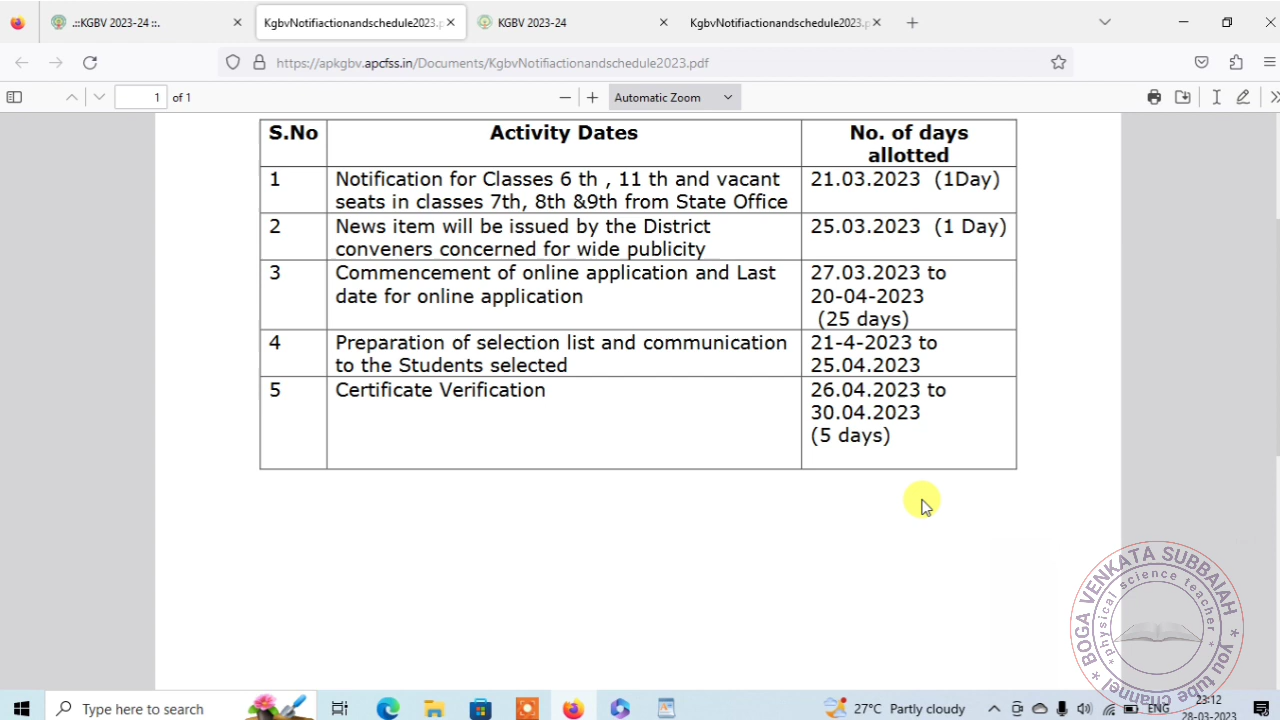 .::KGBV 2023-24 ::.
KgbvNotifiactionandschedule2023.p
KGBV 2023-24
KgbvNotifiactionandschedule2023.p
https://apkgbv.apcfss.in/Documents/KgbvNotifiactionandschedule2023.pdf
1 of 1
Automatic Zoom
S.No Activity Dates No. of days
allotted
1 Notification for Classes 6 th , 11 th and vacant 21.03.2023 (1Day)
seats in classes 7th, 8th &9th from State Office
2 News item will be issued by the District 25.03.2023 (1 Day)
conveners concerned for wide publicity
3 Commencement of online application and Last 27.03.2023 to
date for online application 20-04-2023
(25 days)
4 Preparation of selection list and communication 21-4-2023 to
to the Students selected 25.04.2023
5 Certificate Verification 26.04.2023 to
30.04.2023
(5 days)
* BOGA VENKATA SUBBAIAH *
you tube channel
physical science teacher
Type here to search
27°C Partly cloudy
ENG
23:12
28-03-2023